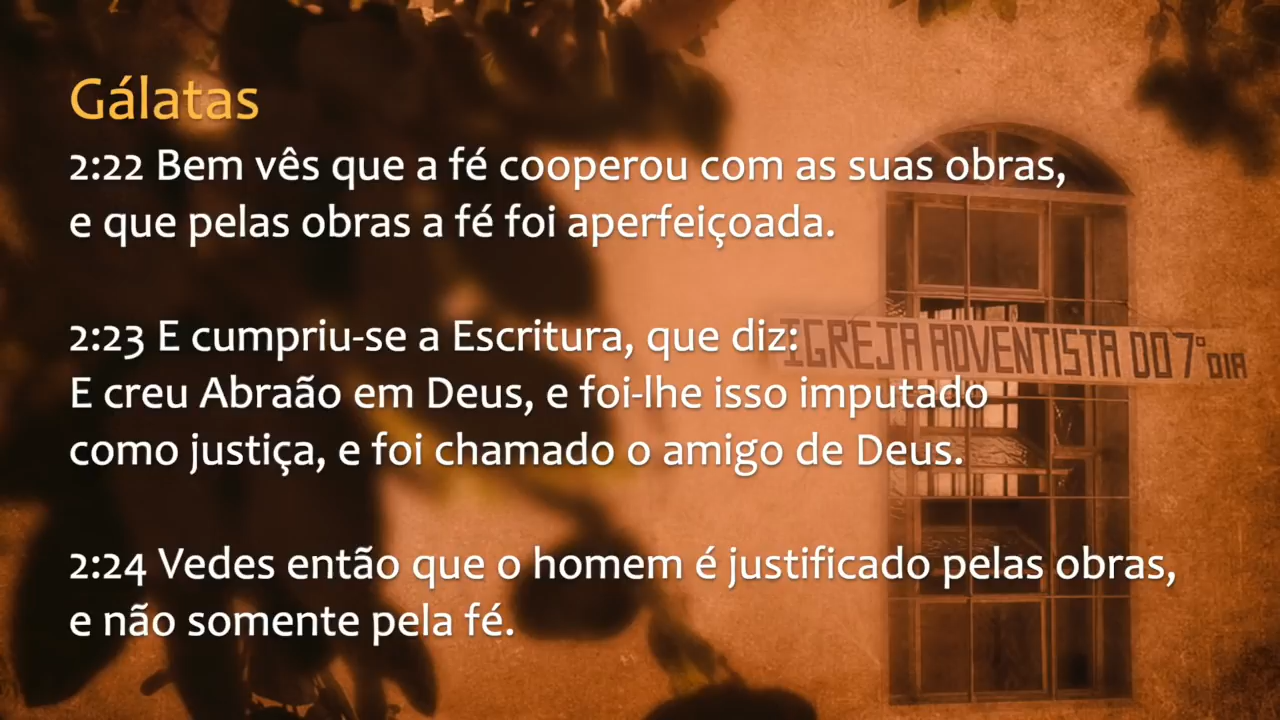 Gálatas
2:22 Bem vês que a fé cooperou com as suas obras,
e que pelas obras a fé foi aperfeiçoada.
2:23 E cumpriu-se a Escritura, que diz:
E creu Abraão em Deus, e foi-lhe isso imputado
como justiça, e foi chamado o amigo de Deus.
2:24 Vedes então que o homem é justificado pelas obras,
e não somente pela fé.
IGREJA ADVENTISTA DO 7º DIA